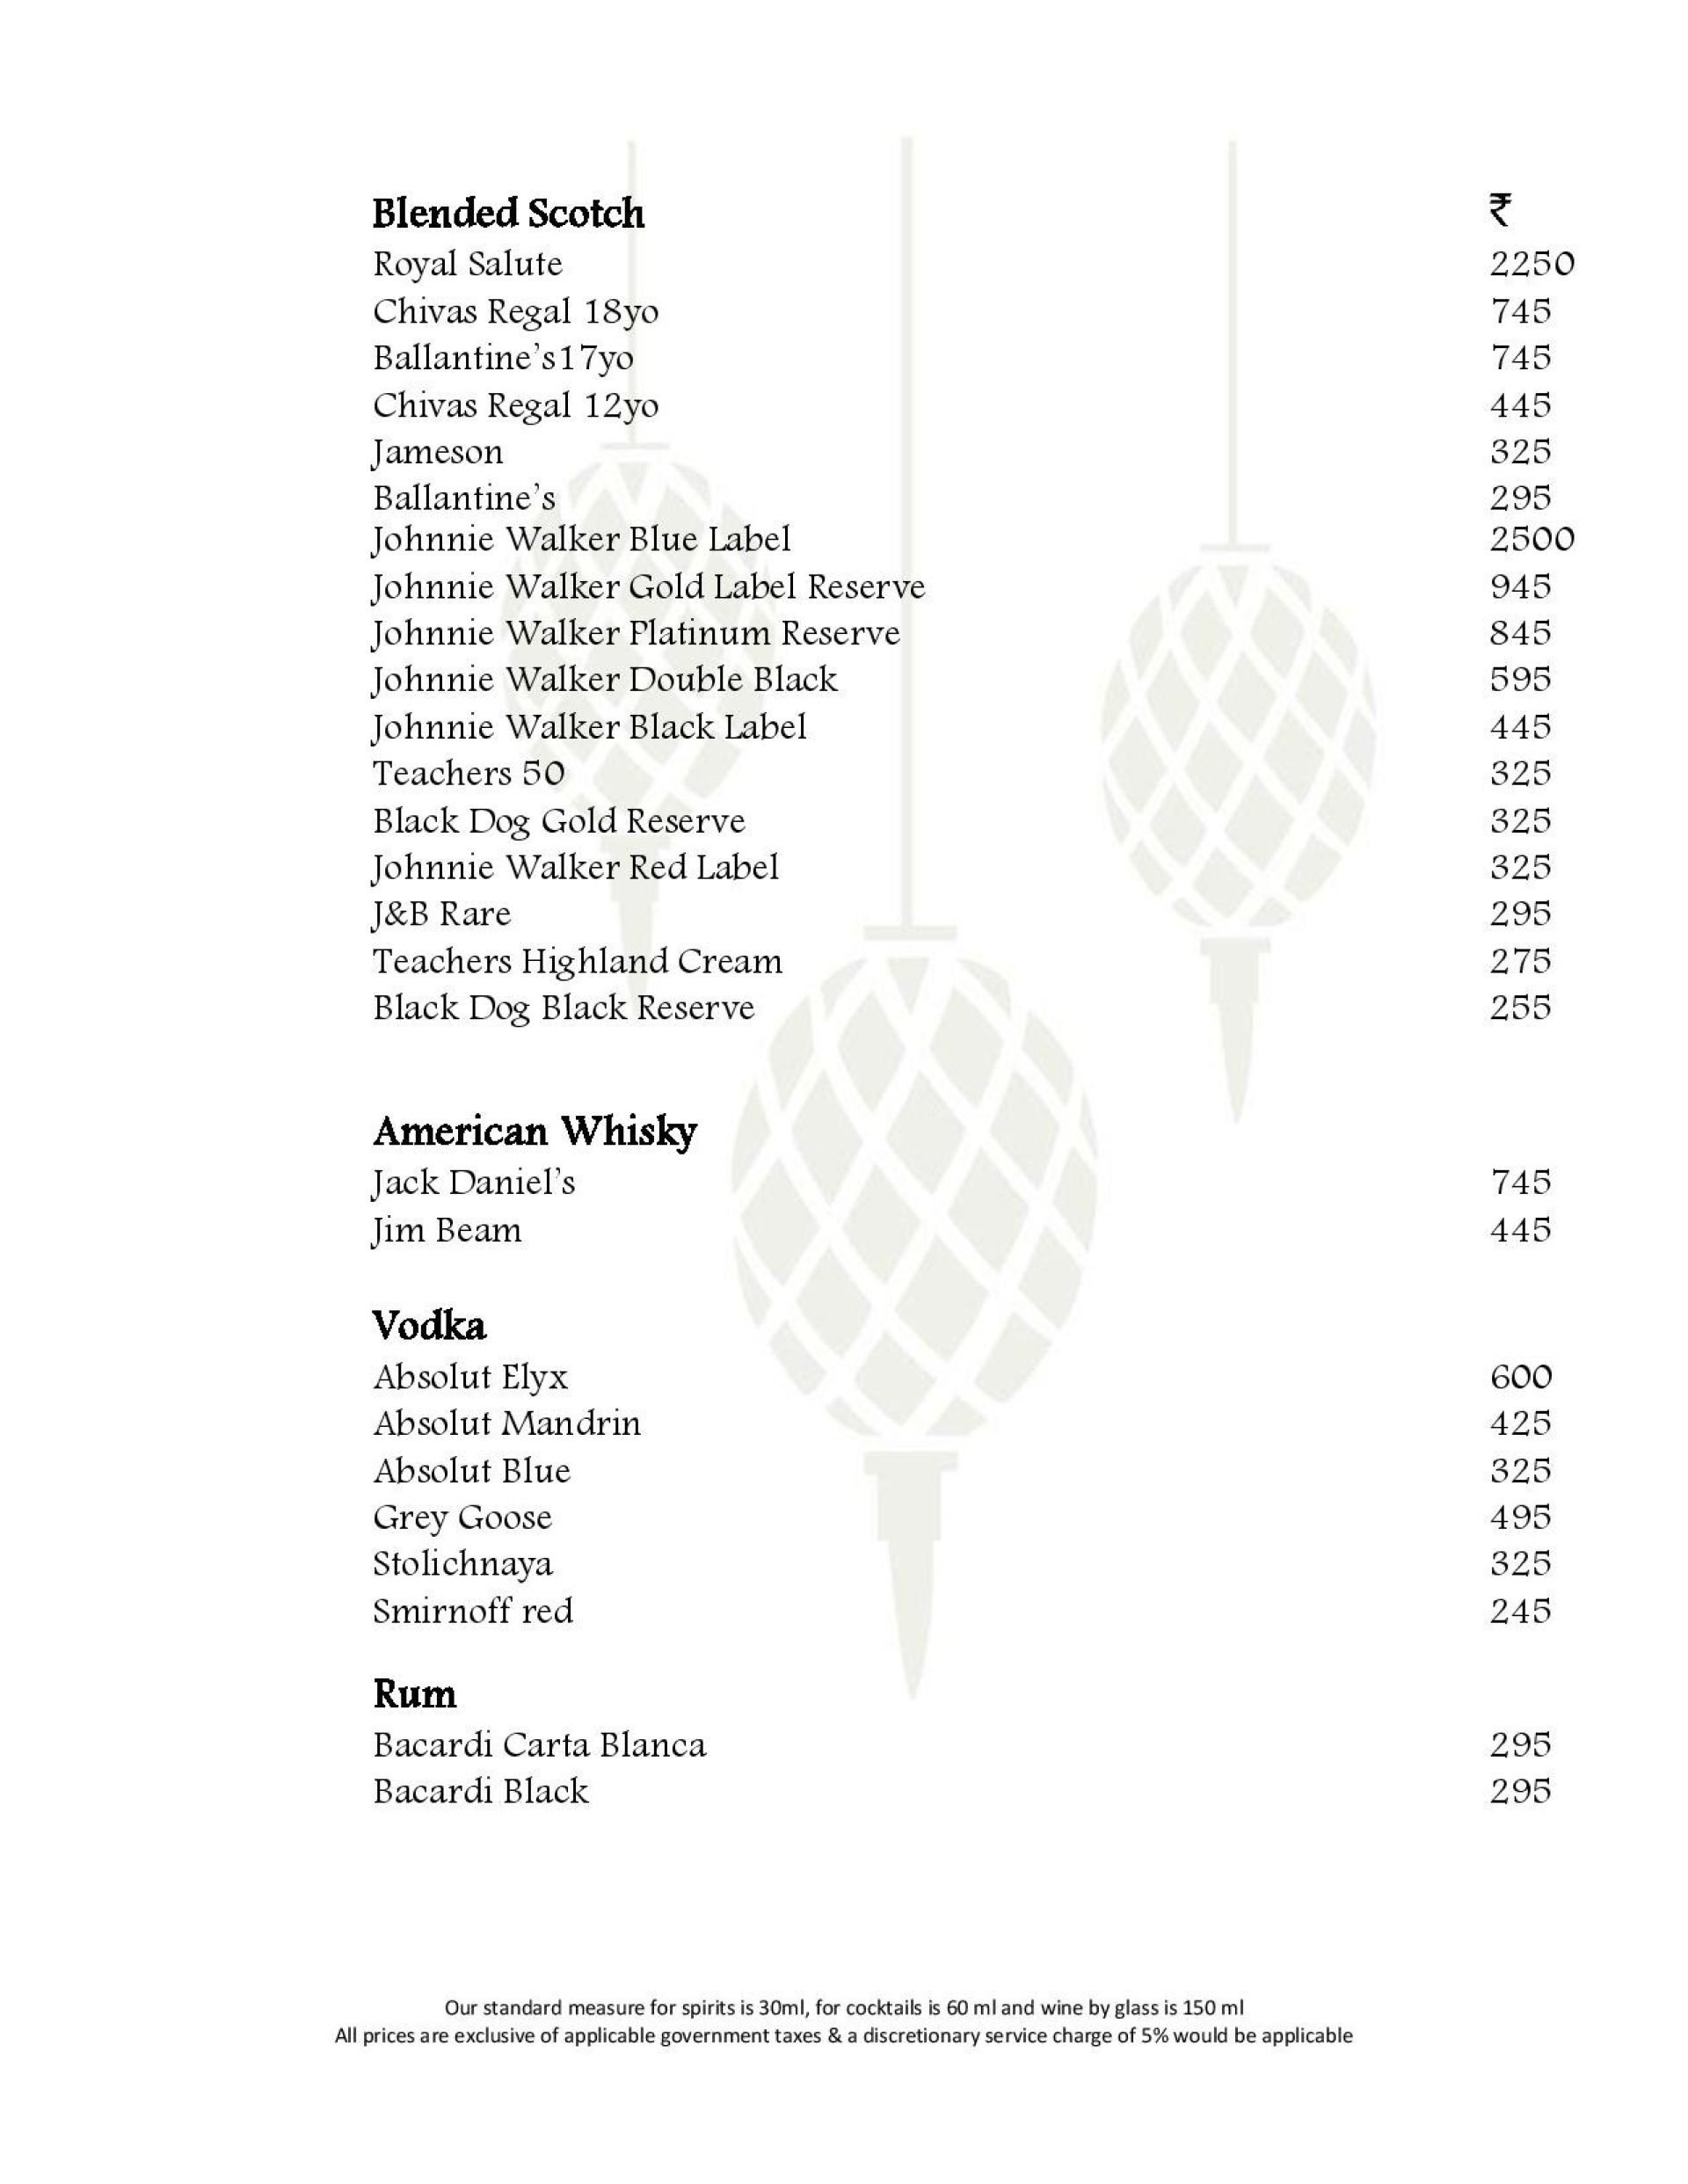 Blended Scotch ₹
Royal Salute 2250
Chivas Regal 18yo 745
Ballantine's17yo 745
Chivas Regal 12yo 445
Jameson 325
Ballantine's 295
Johnnie Walker Blue Label 2500
Johnnie Walker Gold Label Reserve 945
Johnnie Walker Platinum Reserve 845
Johnnie Walker Double Black 595
Johnnie Walker Black Label 445
Teachers 50 325
Black Dog Gold Reserve 325
Johnnie Walker Red Label 325
J&B Rare 295
Teachers Highland Cream 275
Black Dog Black Reserve 255
American Whisky
Jack Daniel's 745
Jim Beam 445
Vodka
Absolut Elyx 600
Absolut Mandrin 425
Absolut Blue 325
Grey Goose 495
Stolichnaya 325
Smirnoff red 245
Rum
Bacardi Carta Blanca 295
Bacardi Black 295
Our standard measure for spirits is 30ml, for cocktails is 60 ml and wine by glass is 150 ml
All prices are exclusive of applicable government taxes & a discretionary service charge of 5% would be applicable